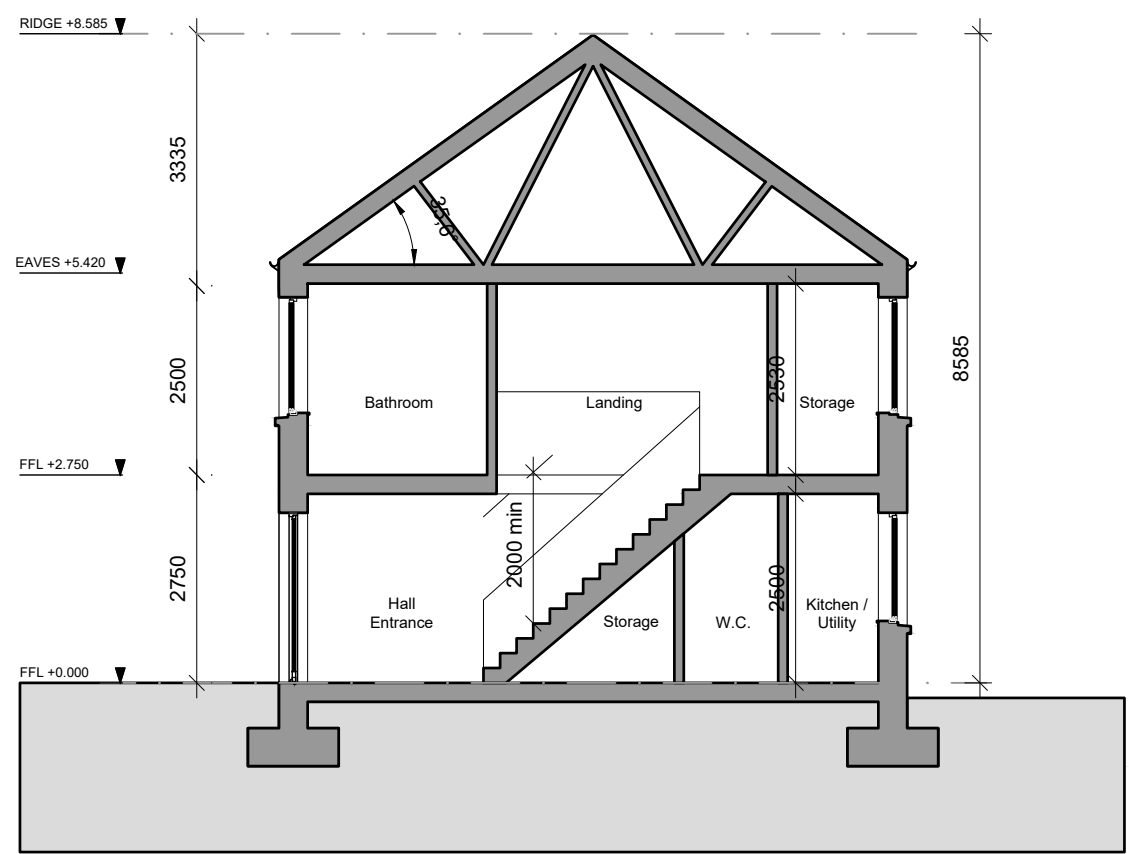 RIDGE +8.585
3335
35,0°
EAVES +5.420
8585
2500
2530
Bathroom
Landing
Storage
FFL +2.750
2750
2000 min
2500
Hall
Entrance
Storage
W.C.
Kitchen /
Utility
FFL +0.000